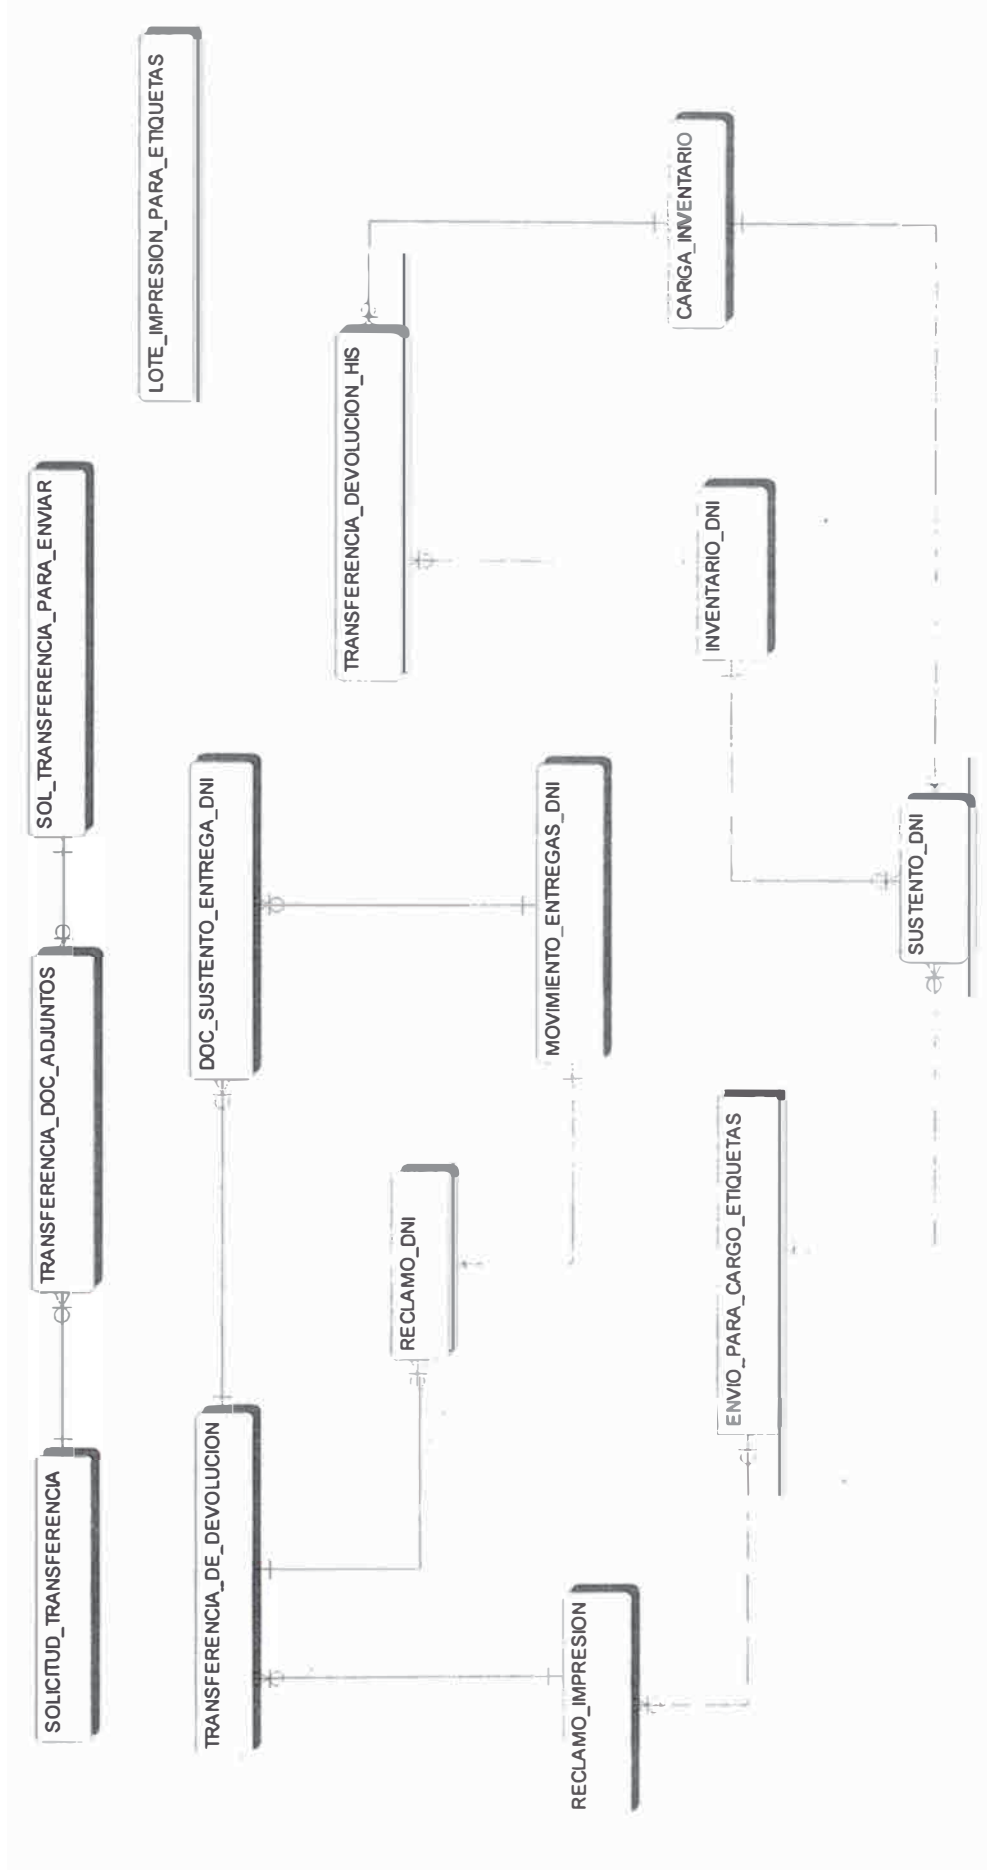 SOLICITUD_TRANSFERENCIA
TRANSFERENCIA_DOC_ADJUNTOS
SOL_TRANSFERENCIA_PARA_ENVIAR
LOTE_IMPRESION_PARA_ETIQUETAS
TRANSFERENCIA_DE_DEVOLUCION
DOC_SUSTENTO_ENTREGA_DNI
TRANSFERENCIA_DEVOLUCION_HIS
RECLAMO_DNI
RECLAMO_IMPRESION
MOVIMIENTO_ENTREGAS_DNI
CARGA_INVENTARIO
ENVIO_PARA_CARGO_ETIQUETAS
INVENTARIO_DNI
SUSTENTO_DNI